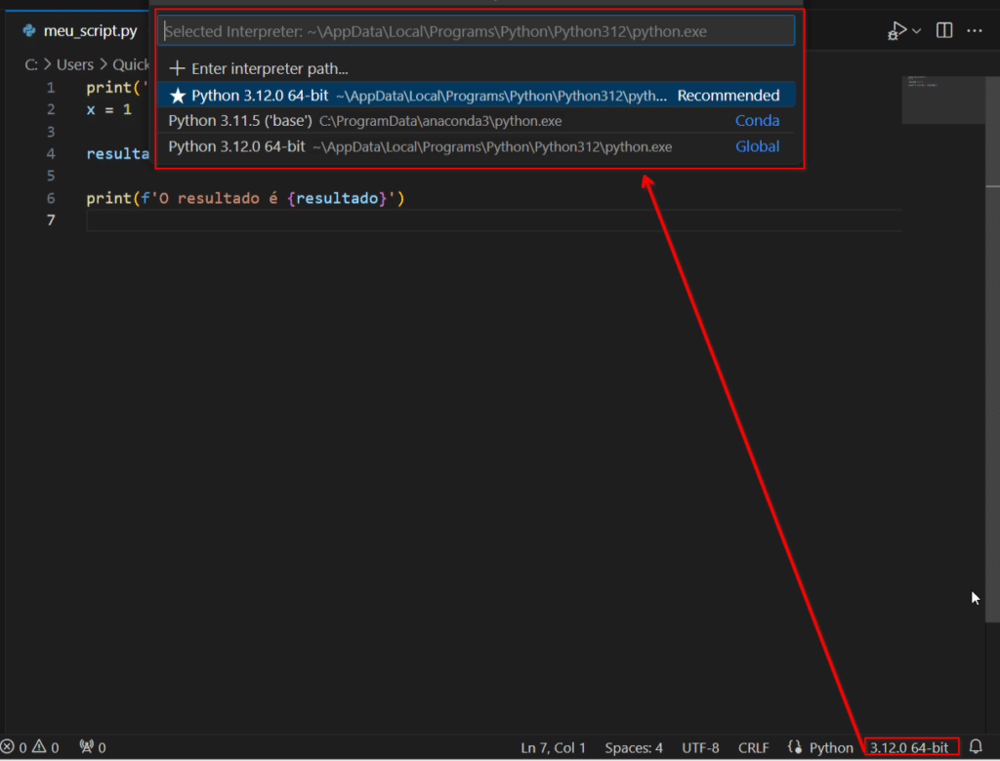 meu_script.py
Selected Interpreter: ~\AppData\Local\Programs\Python\Python312\python.exe
C: > Users > Quick
Enter interpreter path...
1 print('
Python 3.12.0 64-bit ~\AppData\Local\Programs\Python\Python312\pyth... Recommended
2 x = 1
Python 3.11.5 ('base') C:\ProgramData\anaconda3\python.exe Conda
3
4 resulta
Python 3.12.0 64-bit ~\AppData\Local\Programs\Python\Python312\python.exe Global
5
6 print(f'O resultado é {resultado}')
7
0 0 0 Ln 7, Col 1 Spaces: 4 UTF-8 CRLF Python 3.12.0 64-bit